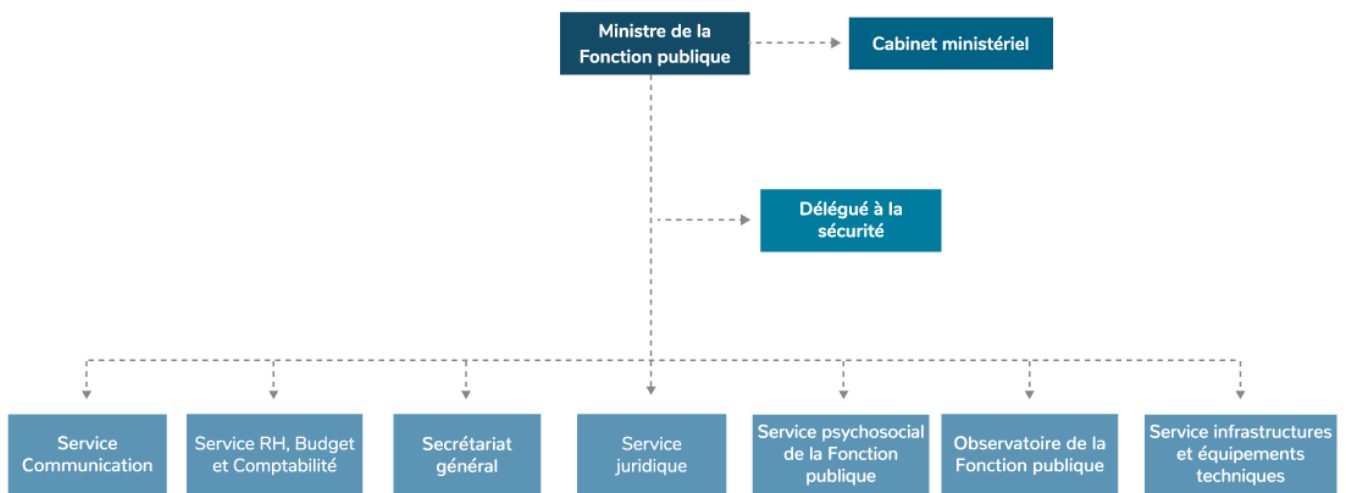 Ministre de la
Fonction publique
Cabinet ministériel
Délégué à la
sécurité
Service
Communication
Service RH, Budget
et Comptabilité
Secrétariat
général
Service
juridique
Service psychosocial
de la Fonction
publique
Observatoire de la
Fonction publique
Service infrastructures
et équipements
techniques